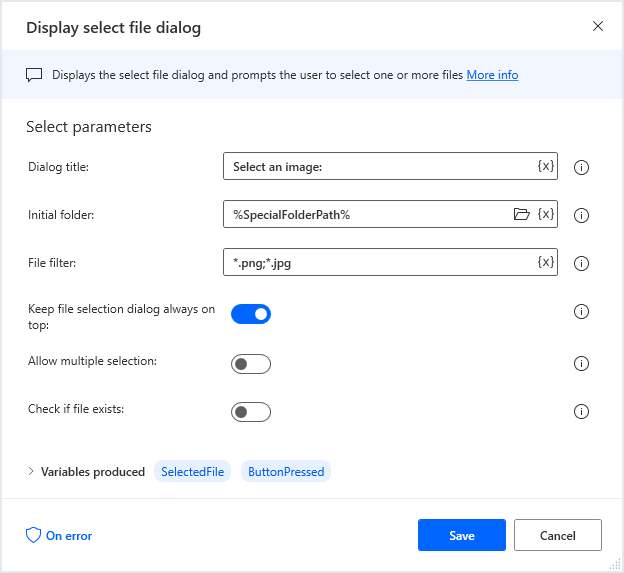 Display select file dialog
Displays the select file dialog and prompts the user to select one or more files More info
Select parameters
Dialog title:
Select an image:
{x}
Initial folder:
%SpecialFolderPath%
{x}
File filter:
*.png;*.jpg
{x}
Keep file selection dialog always on
top:
Allow multiple selection:
Check if file exists:
Variables produced SelectedFile ButtonPressed
On error
Save
Cancel